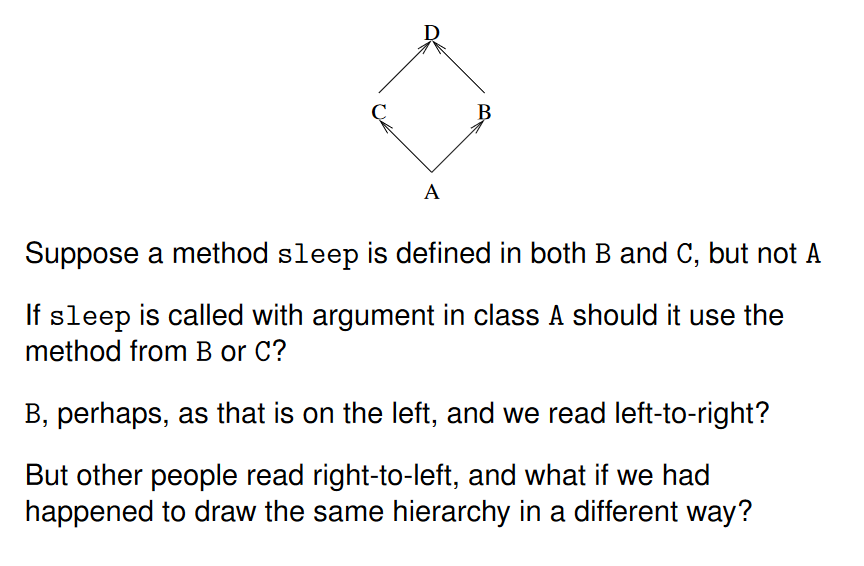 D
C B
A
Suppose a method sleep is defined in both B and C, but not A
If sleep is called with argument in class A should it use the
method from B or C?
B, perhaps, as that is on the left, and we read left-to-right?
But other people read right-to-left, and what if we had
happened to draw the same hierarchy in a different way?